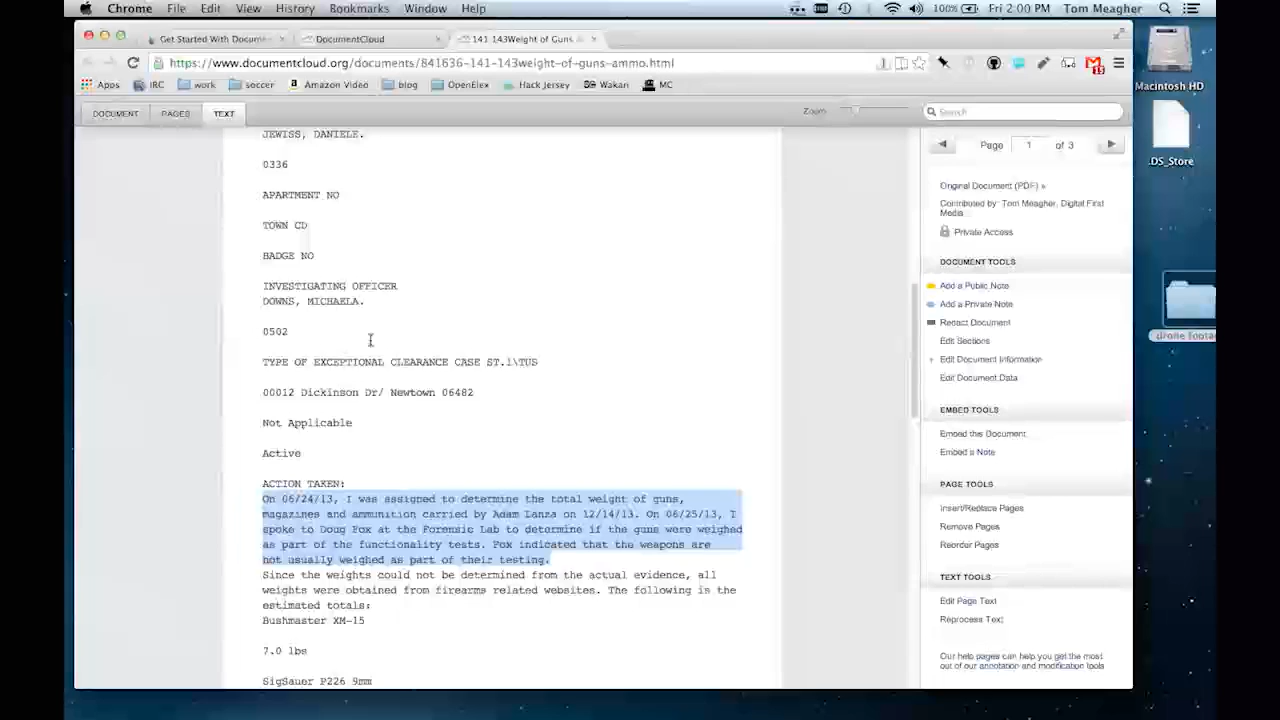 Chrome File Edit View History Bookmarks Window Help 100% Fri 2:00 PM Tom Meagher
Get Started With Docume
DocumentCloud
141 143Weight of Guns &
https://www.documentcloud.org/documents/841636-141-143weight-of-guns-ammo.html
15
Apps IRC work soccer Amazon Video blog OpenElex Hack Jersey Wakari MC
DOCUMENT PAGES TEXT Zoom Search
JEWISS, DANIELE.
0336
APARTMENT NO
TOWN CD
BADGE NO
INVESTIGATING OFFICER
DOWNS, MICHAELA.
0502
TYPE OF EXCEPTIONAL CLEARANCE CASE ST.1\TUS
00012 Dickinson Dr/ Newtown 06482
Not Applicable
Active
ACTION TAKEN:
On 06/24/13, I was assigned to determine the total weight of guns,
magazines and ammunition carried by Adam Lanza on 12/14/13. On 06/25/13, I
spoke to Doug Fox at the Forensic Lab to determine if the guns were weighed
as part of the functionality tests. Fox indicated that the weapons are
not usually weighed as part of their testing.
Since the weights could not be determined from the actual evidence, all
weights were obtained from firearms related websites. The following is the
estimated totals:
Bushmaster XM-15
7.0 lbs
SigSauer P226 9mm
Page 1 of 3
Original Document (PDF) »
Contributed by: Tom Meagher, Digital First
Media
Private Access
DOCUMENT TOOLS
Add a Public Note
Add a Private Note
Redact Document
Edit Sections
Edit Document Information
Edit Document Data
EMBED TOOLS
Embed this Document
Embed a Note
PAGE TOOLS
Insert/Replace Pages
Remove Pages
Reorder Pages
TEXT TOOLS
Edit Page Text
Reprocess Text
Our help pages can help you get the most
out of our annotation and modification tools
Macintosh HD
.DS_Store
drone footag